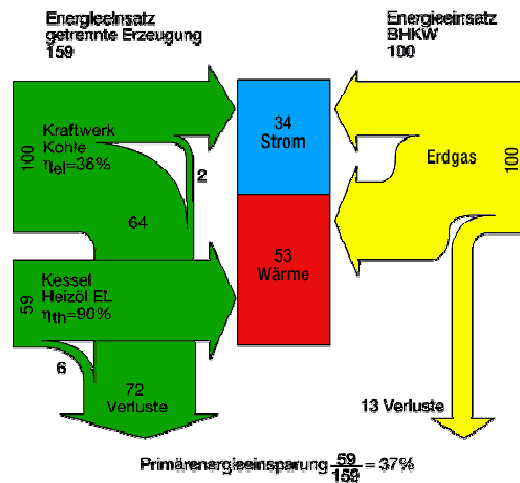 Energieeinsatz
getrennte Erzeugung
159
Energieeinsatz
BHKW
100
100
Kraftwerk
Kohle
ηel=36%
2
64
34
Strom
Erdgas
100
59
Kessel
Heizöl EL
ηth=90%
53
Wärme
6
72
Verluste
13 Verluste
Primärenergieeinsparung 59/159 = 37%